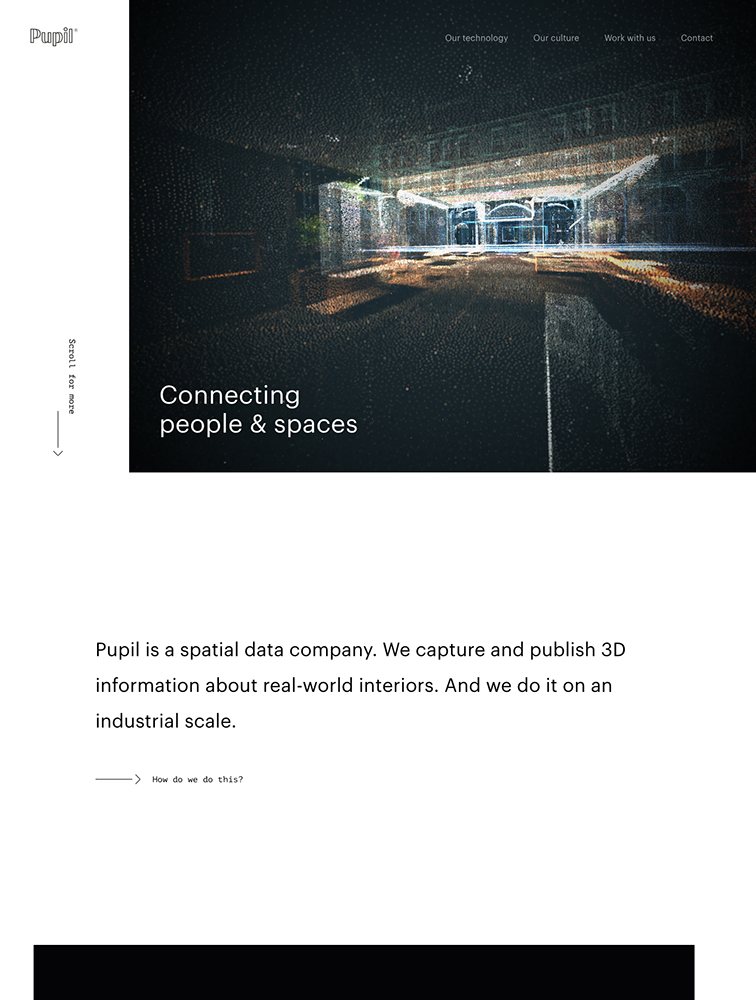 Pupil®
Our technology
Our culture
Work with us
Contact
Scroll for more
Connecting
people & spaces
Pupil is a spatial data company. We capture and publish 3D
information about real-world interiors. And we do it on an
industrial scale.
How do we do this?